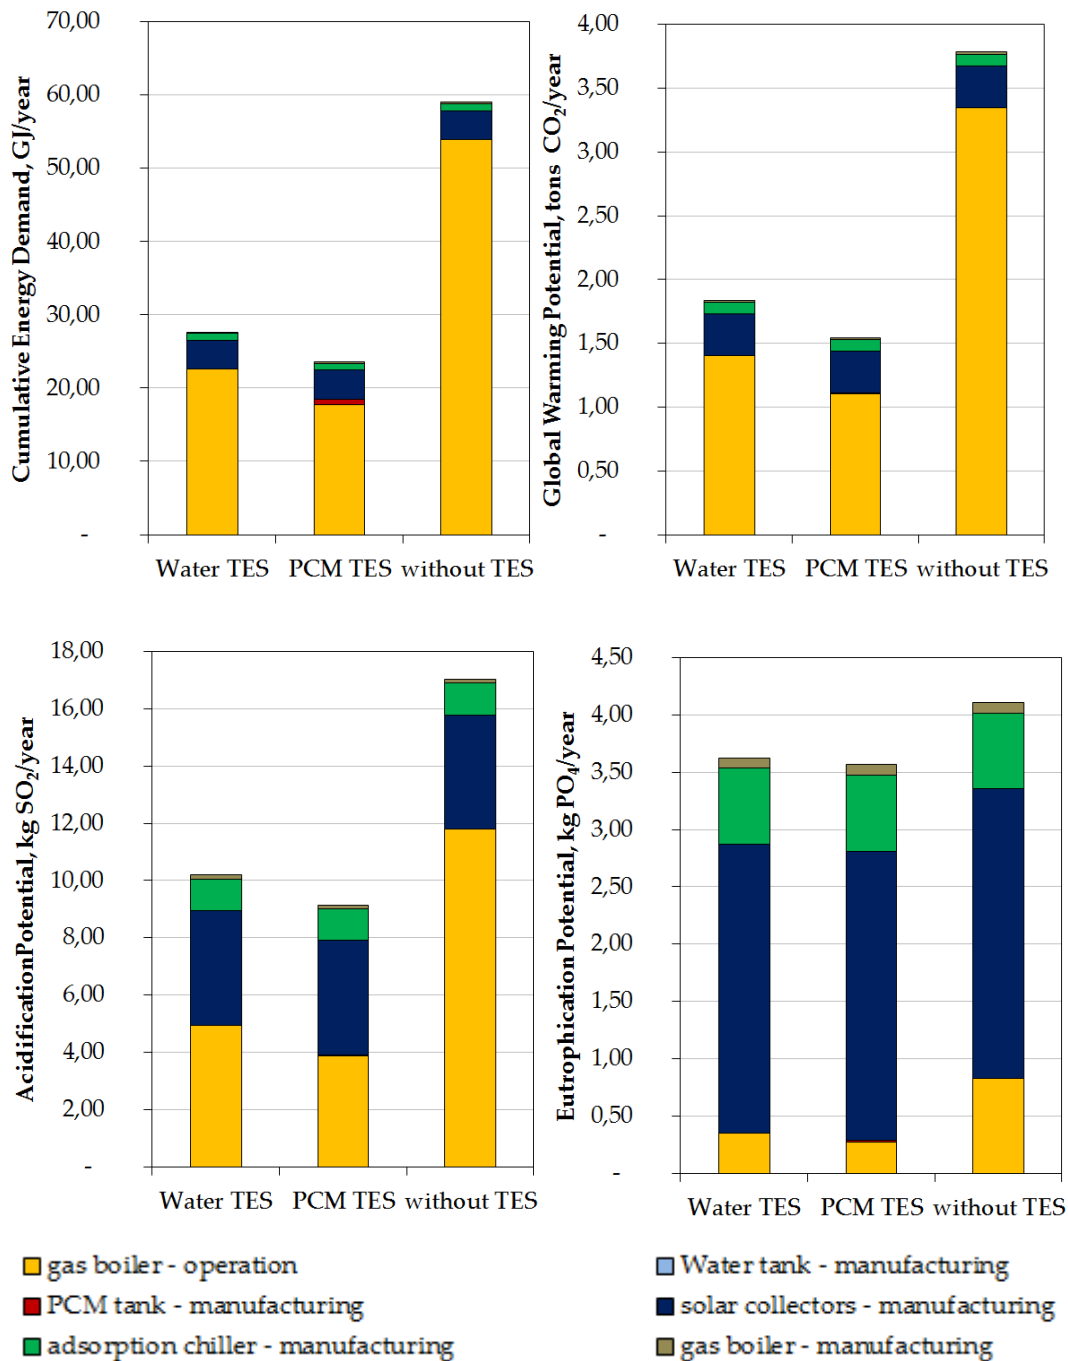 Cumulative Energy Demand, GJ/year
70,00
60,00
50,00
40,00
30,00
20,00
10,00
-
Water TES PCM TES without TES
Global Warming Potential, tons CO₂/year
4,00
3,50
3,00
2,50
2,00
1,50
1,00
0,50
-
Water TES PCM TES without TES
Acidification Potential, kg SO₂/year
18,00
16,00
14,00
12,00
10,00
8,00
6,00
4,00
2,00
-
Water TES PCM TES without TES
Eutrophication Potential, kg PO₄/year
4,50
4,00
3,50
3,00
2,50
2,00
1,50
1,00
0,50
-
Water TES PCM TES without TES
gas boiler - operation
Water tank - manufacturing
PCM tank - manufacturing
solar collectors - manufacturing
adsorption chiller - manufacturing
gas boiler - manufacturing